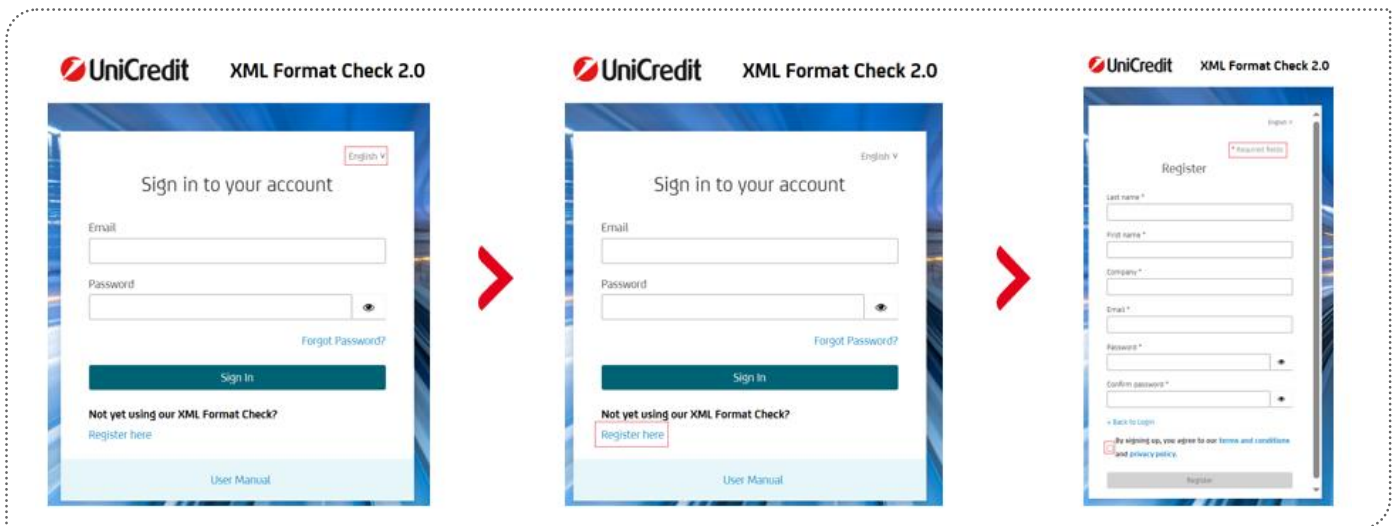 UniCredit XML Format Check 2.0
English ˅
Sign in to your account
Email
Password
Forgot Password?
Sign In
Not yet using our XML Format Check?
Register here
User Manual
UniCredit XML Format Check 2.0
English ˅
Sign in to your account
Email
Password
Forgot Password?
Sign In
Not yet using our XML Format Check?
Register here
User Manual
UniCredit XML Format Check 2.0
English ˅
* Required fields
Register
Last name *
First name *
Company *
Email *
Password *
Confirm password *
« Back to Login
By signing up, you agree to our terms and conditions
and privacy policy.
Register